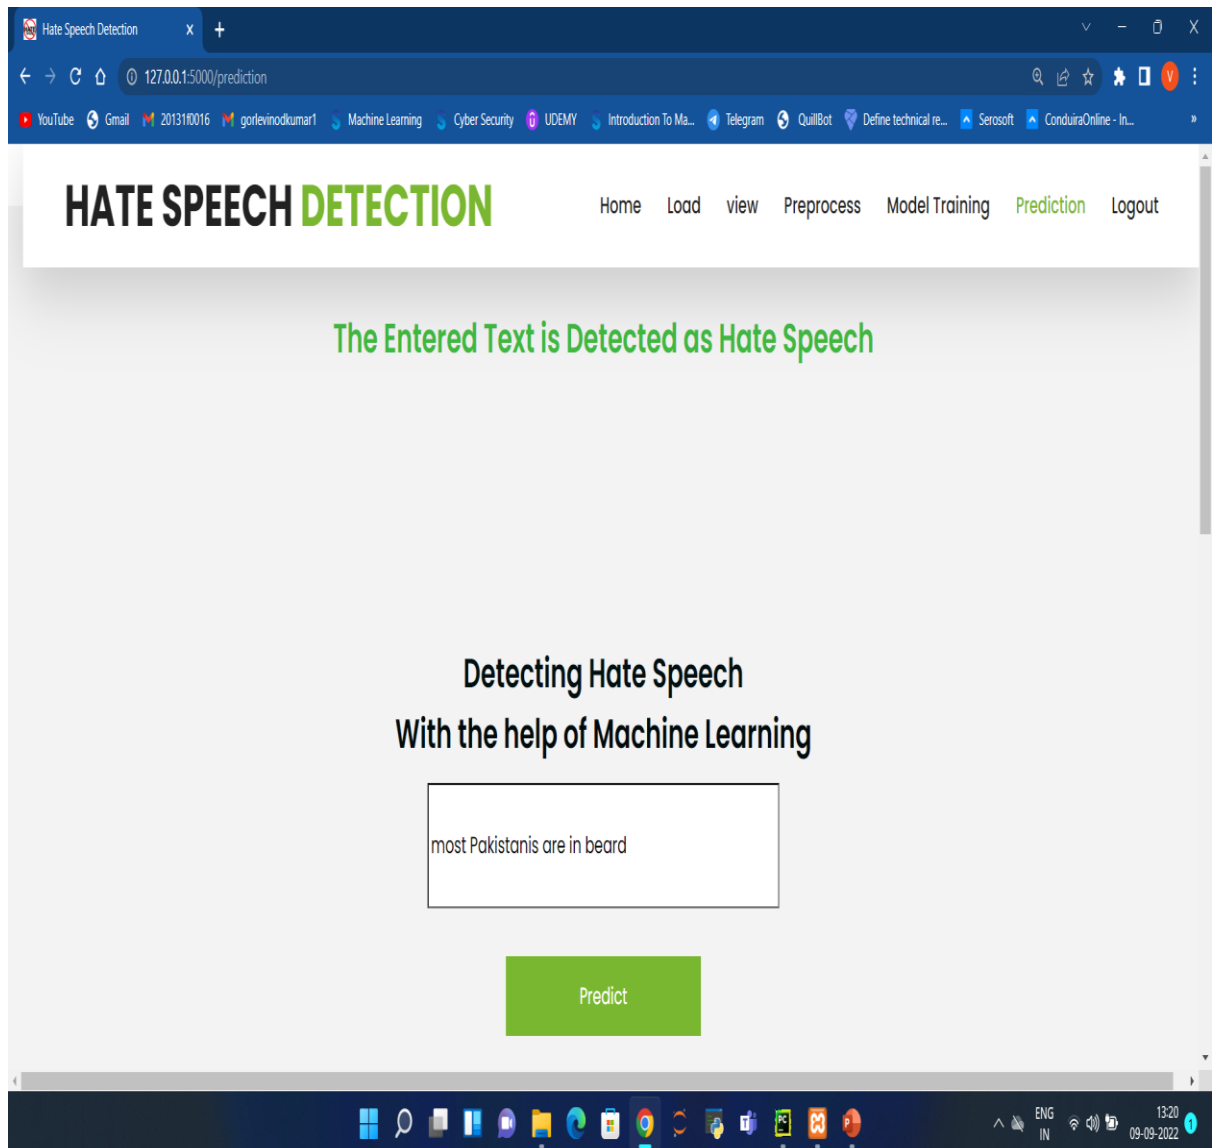 Hate Speech Detection
127.0.0.1:5000/prediction
V
YouTube Gmail 20131f0016 gorlevinodkumar1 Machine Learning Cyber Security UDEMY Introduction To Ma... Telegram QuillBot Define technical re... Serosoft ConduiraOnline - In... »
HATE SPEECH DETECTION
Home Load view Preprocess Model Training Prediction Logout
The Entered Text is Detected as Hate Speech
Detecting Hate Speech
With the help of Machine Learning
most Pakistanis are in beard
Predict
ENG
IN
13:20
09-09-2022
1